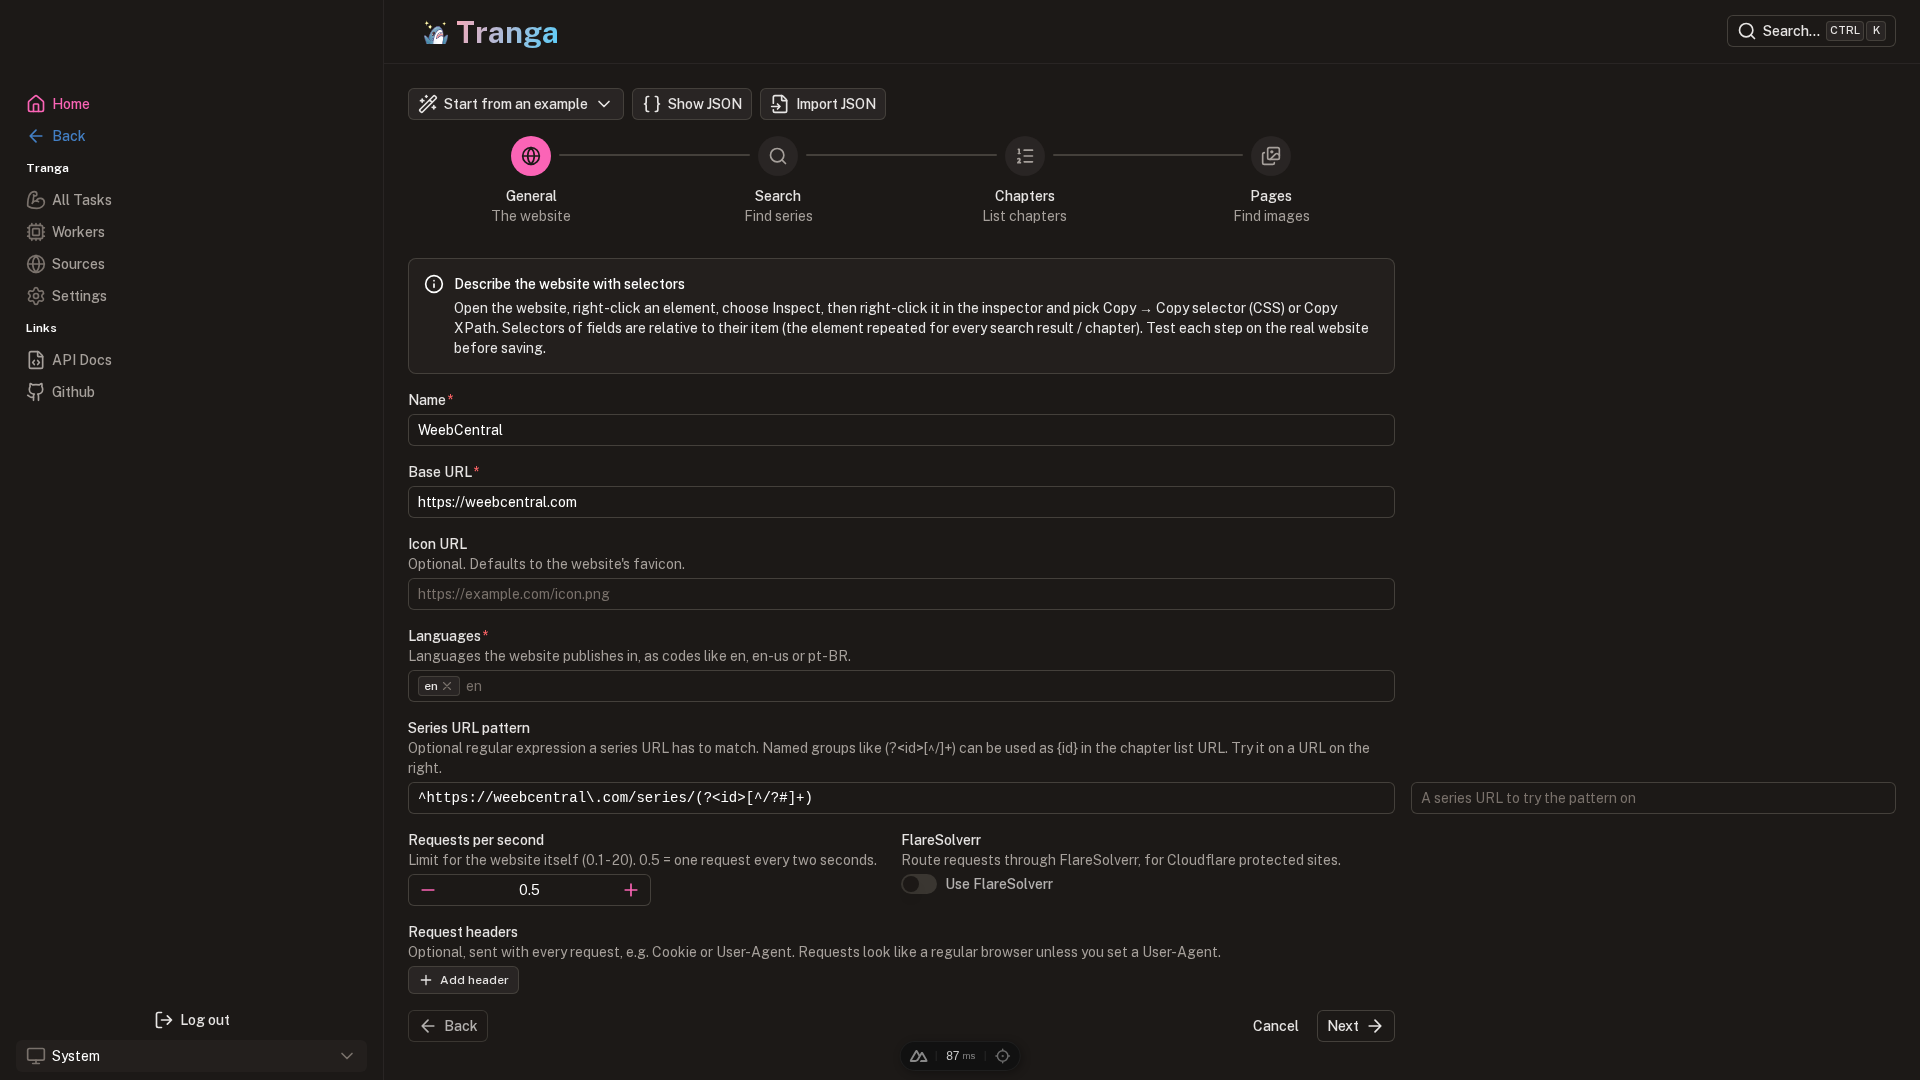 Tranga
Search... CTRL K
Home
Back
Tranga
All Tasks
Workers
Sources
Settings
Links
API Docs
Github
Log out
System
Start from an example
{ } Show JSON
Import JSON
General
The website
Search
Find series
Chapters
List chapters
Pages
Find images
Describe the website with selectors
Open the website, right-click an element, choose Inspect, then right-click it in the inspector and pick Copy → Copy selector (CSS) or Copy
XPath. Selectors of fields are relative to their item (the element repeated for every search result / chapter). Test each step on the real website
before saving.
Name*
WeebCentral
Base URL*
https://weebcentral.com
Icon URL
Optional. Defaults to the website's favicon.
https://example.com/icon.png
Languages*
Languages the website publishes in, as codes like en, en-us or pt-BR.
en en
Series URL pattern
Optional regular expression a series URL has to match. Named groups like (?<id>[^/]+) can be used as {id} in the chapter list URL. Try it on a URL on the
right.
^https://weebcentral\.com/series/(?<id>[^/?#]+)
A series URL to try the pattern on
Requests per second
Limit for the website itself (0.1-20). 0.5 = one request every two seconds.
0.5
FlareSolverr
Route requests through FlareSolverr, for Cloudflare protected sites.
Use FlareSolverr
Request headers
Optional, sent with every request, e.g. Cookie or User-Agent. Requests look like a regular browser unless you set a User-Agent.
Add header
Back
Cancel
Next
87 ms